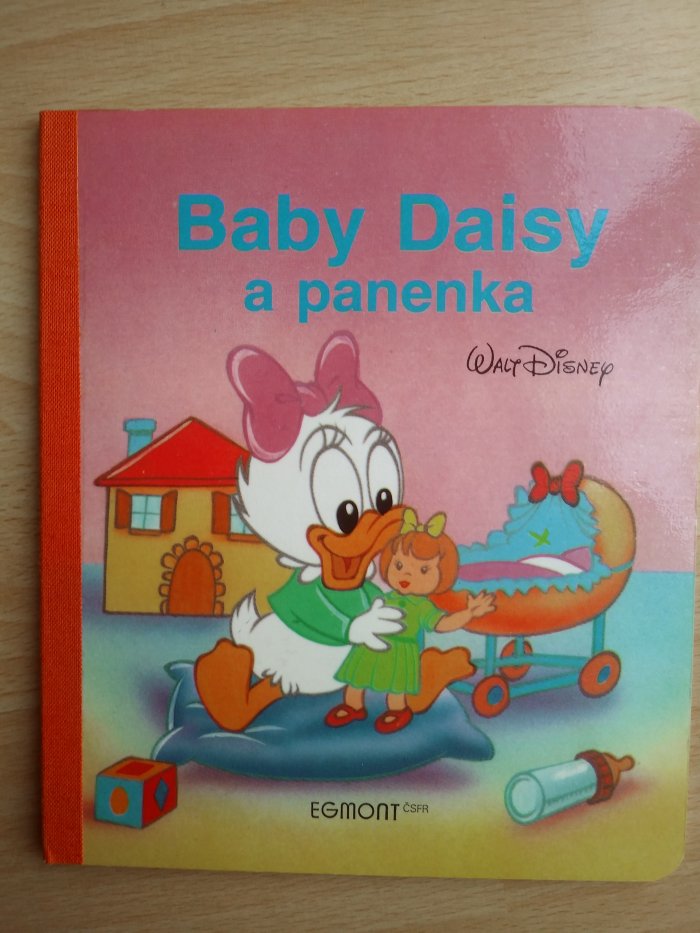 Baby Daisy
a panenka
WALT DISNEY
EGMONT ČSFR